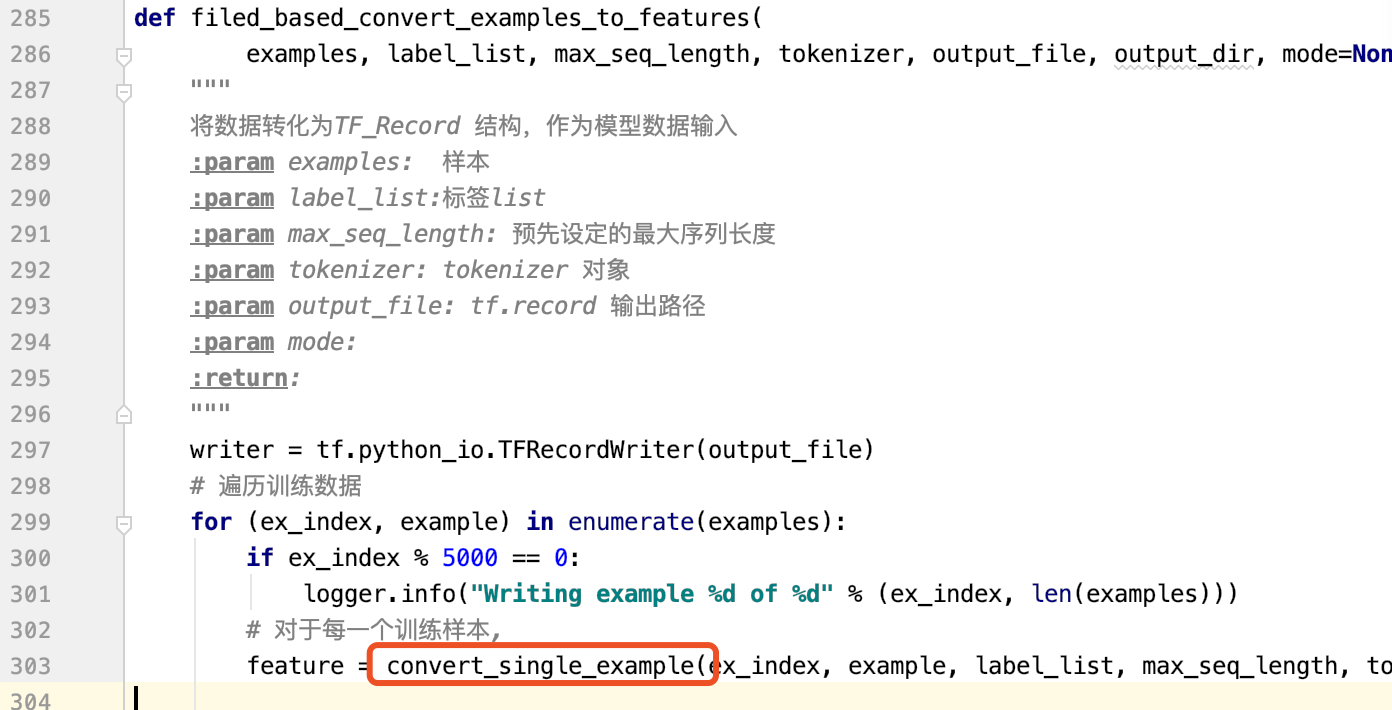 285 def filed_based_convert_examples_to_features(
286 examples, label_list, max_seq_length, tokenizer, output_file, output_dir, mode=Non
287 """
288 将数据转化为TF_Record 结构，作为模型数据输入
289 :param examples:  样本
290 :param label_list:标签list
291 :param max_seq_length: 预先设定的最大序列长度
292 :param tokenizer: tokenizer 对象
293 :param output_file: tf.record 输出路径
294 :param mode:
295 :return:
296 """
297 writer = tf.python_io.TFRecordWriter(output_file)
298 # 遍历训练数据
299 for (ex_index, example) in enumerate(examples):
300 if ex_index % 5000 == 0:
301 logger.info("Writing example %d of %d" % (ex_index, len(examples)))
302 # 对于每一个训练样本,
303 feature = convert_single_example(ex_index, example, label_list, max_seq_length, to
304